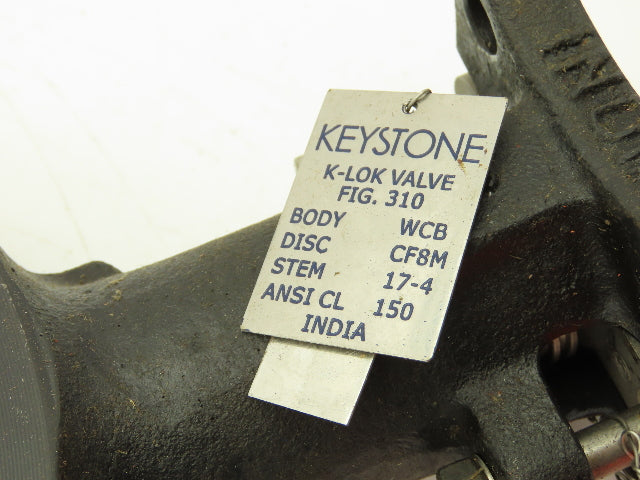 KEYSTONE
K-LOK VALVE
FIG. 310
BODY WCB
DISC CF8M
STEM 17-4
ANSI CL 150
INDIA